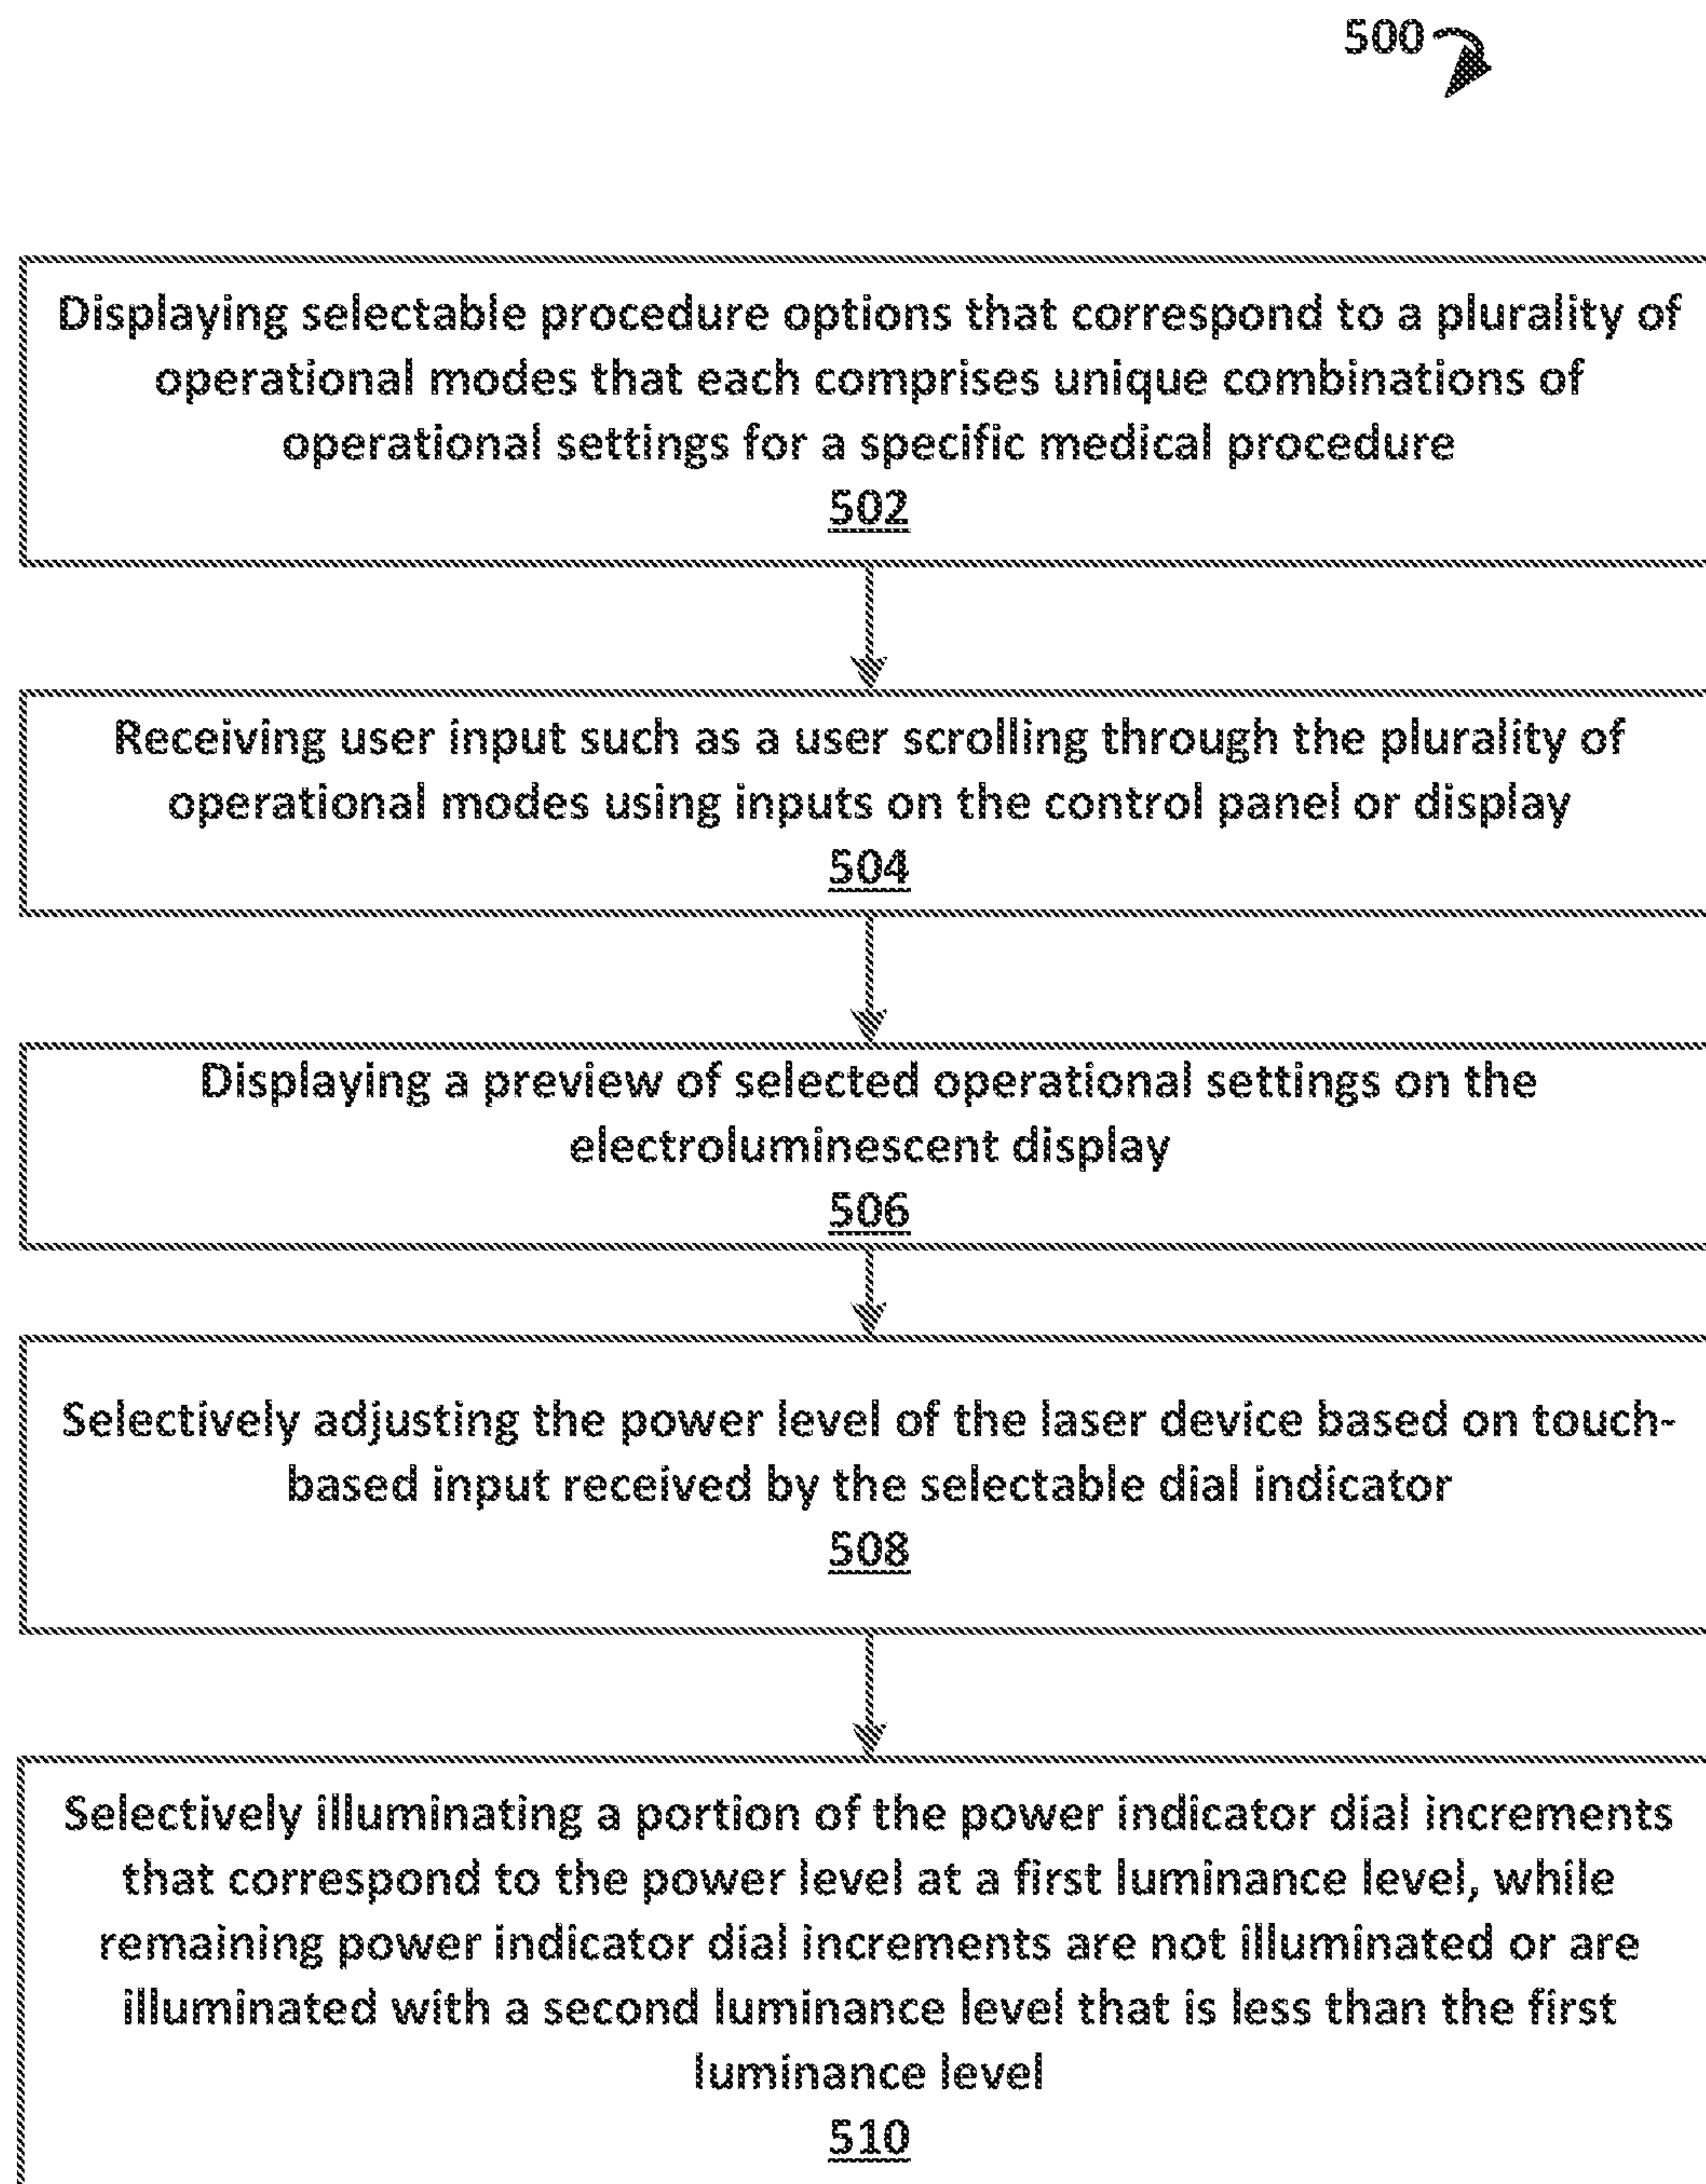 500
Displaying selectable procedure options that correspond to a plurality of
operational modes that each comprises unique combinations of
operational settings for a specific medical procedure
502
Receiving user input such as a user scrolling through the plurality of
operational modes using inputs on the control panel or display
504
Displaying a preview of selected operational settings on the
electroluminescent display
506
Selectively adjusting the power level of the laser device based on touch-
based input received by the selectable dial indicator
508
Selectively illuminating a portion of the power indicator dial increments
that correspond to the power level at a first luminance level, while
remaining power indicator dial increments are not illuminated or are
illuminated with a second luminance level that is less than the first
luminance level
510